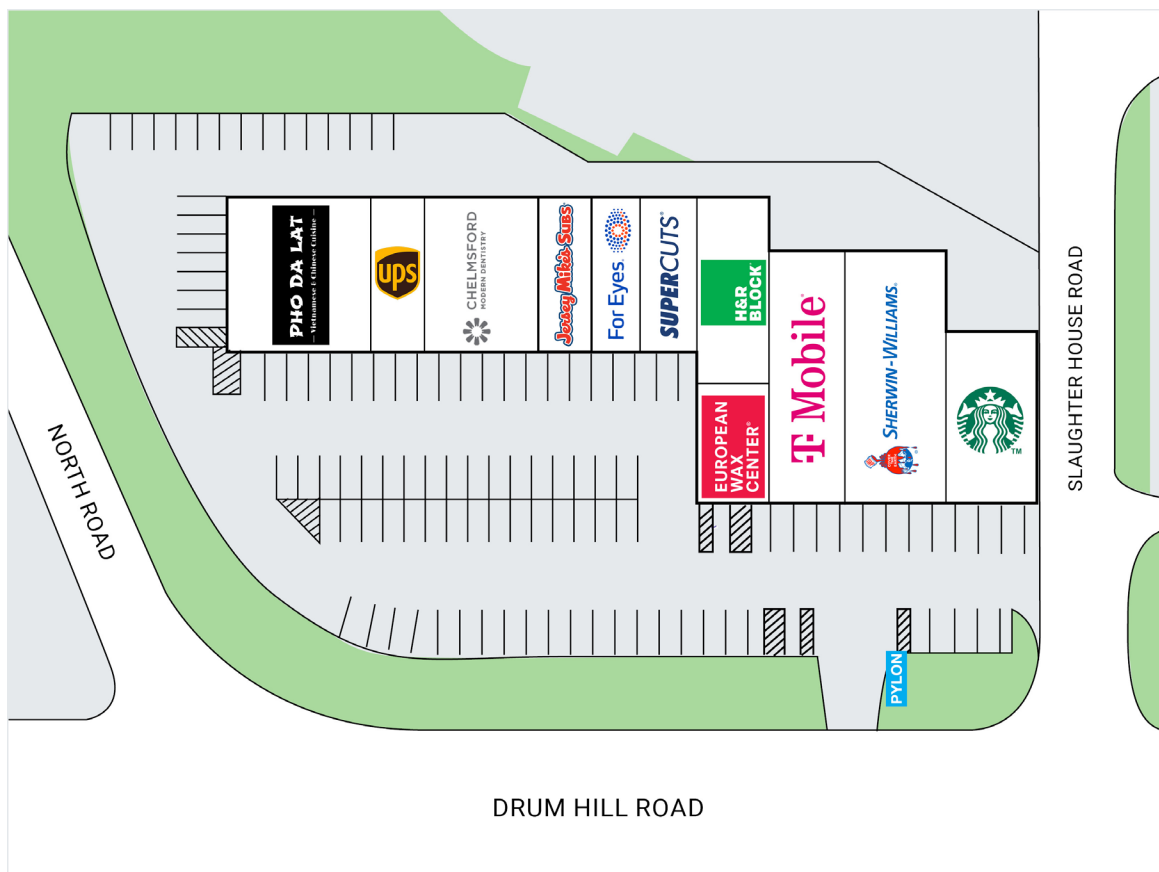 PHO DA LAT
— Vietnamese & Chinese Cuisine —
ups
CHELMSFORD
MODERN DENTISTRY
Jersey Mike's Subs
For Eyes
SUPERCUTS®
H&R
BLOCK®
EUROPEAN
WAX
CENTER®
T Mobile
SHERWIN-WILLIAMS.
TM
SLAUGHTER HOUSE ROAD
NORTH ROAD
PYLON
DRUM HILL ROAD